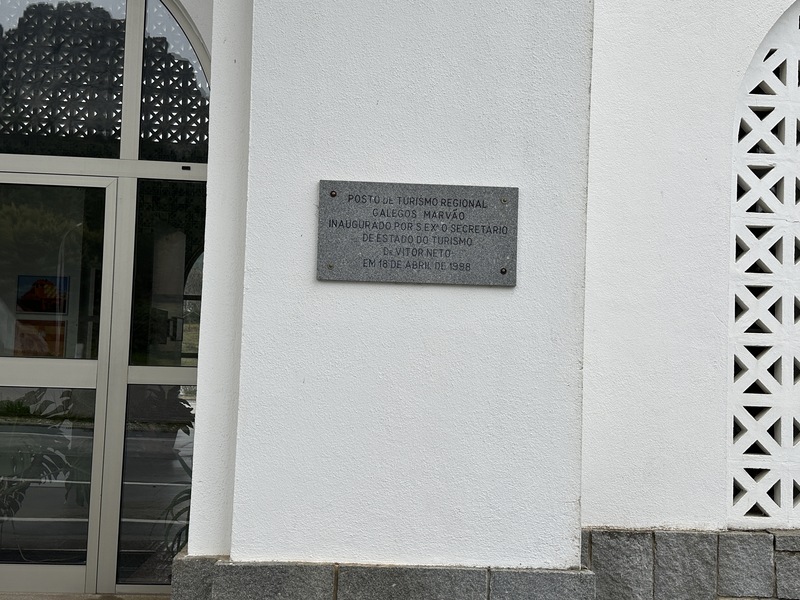 POSTO DE TURISMO REGIONAL
GALEGOS MARVÃO
INAUGURADO POR S.EXª O SECRETÁRIO
DE ESTADO DO TURISMO
Dr VITOR NETO
EM 18 DE ABRIL DE 1998